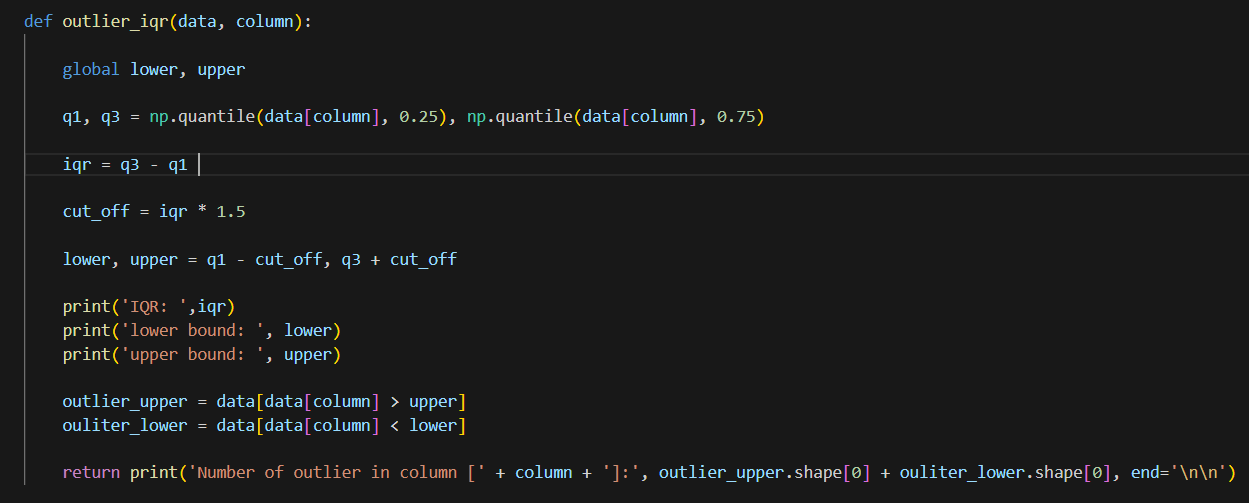 def outlier_iqr(data, column):
global lower, upper
q1, q3 = np.quantile(data[column], 0.25), np.quantile(data[column], 0.75)
iqr = q3 - q1
cut_off = iqr * 1.5
lower, upper = q1 - cut_off, q3 + cut_off
print('IQR: ',iqr)
print('lower bound: ', lower)
print('upper bound: ', upper)
outlier_upper = data[data[column] > upper]
ouliter_lower = data[data[column] < lower]
return print('Number of outlier in column [' + column + ']:', outlier_upper.shape[0] + ouliter_lower.shape[0], end='\n\n')